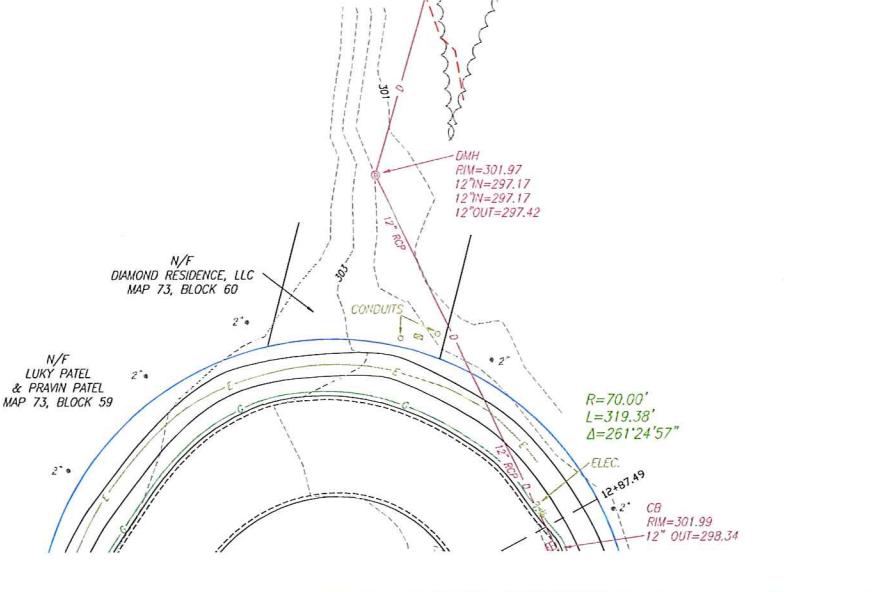 301
D
DMH
RIM=301.97
12"IN=297.17
12"IN=297.17
12"OUT=297.42
12" RCP
N/F
DIAMOND RESIDENCE, LLC
MAP 73, BLOCK 60
303
CONDUITS
2"
D
2"
N/F
LUKY PATEL
& PRAVIN PATEL
MAP 73, BLOCK 59
2"
E
E
E
R=70.00'
L=319.38'
Δ=261°24'57"
G
G
E
12" RCP
ELEC.
2"
D
12+87.49
E
2"
CB
RIM=301.99
12" OUT=298.34
G